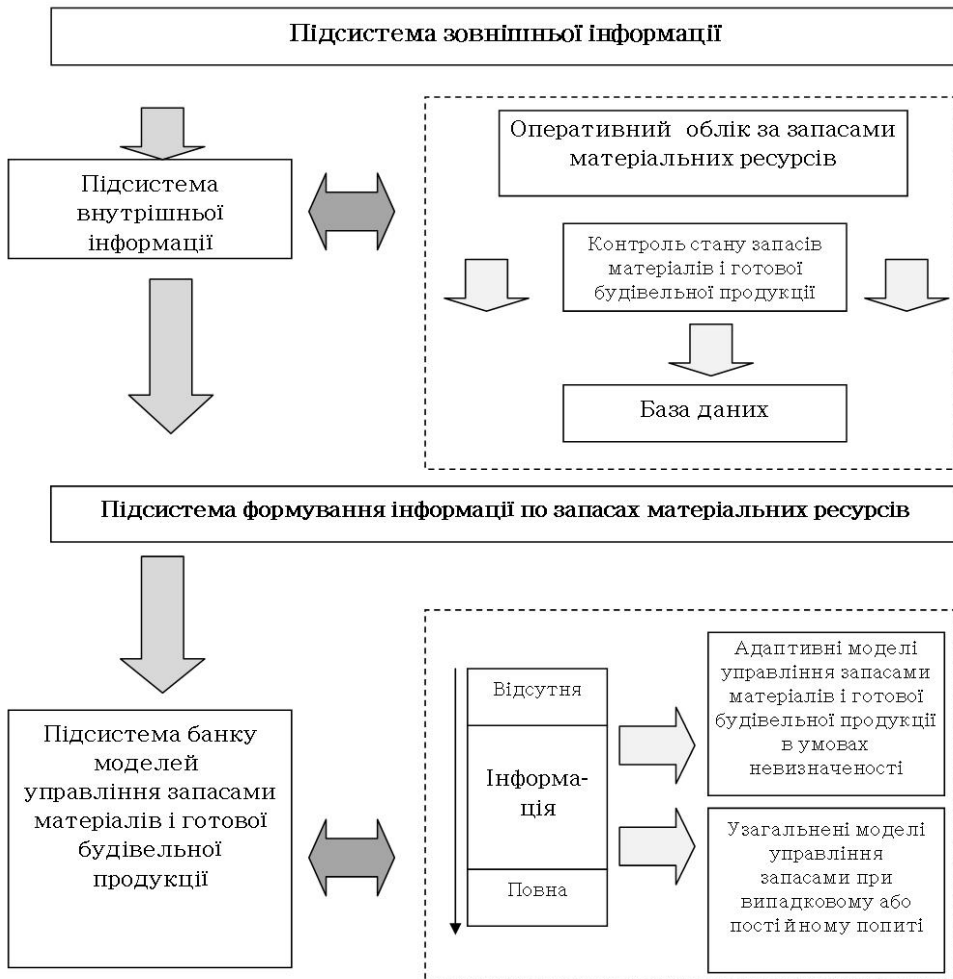 Підсистема зовнішньої інформації
Оперативний облік за запасами
матеріальних ресурсів
Підсистема
внутрішньої
інформації
Контроль стану запасів
матеріалів і готової
будівельної продукції
База даних
Підсистема формування інформації по запасах матеріальних ресурсів
Підсистема банку
моделей
управління запасами
матеріалів і готової
будівельної
продукції
Відсутня
Інформа-
ція
Повна
Адаптивні моделі
управління запасами
матеріалів і готової
будівельної продукції
в умовах
невизначеності
Узагальнені моделі
управління
запасами при
випадковому або
постійному попиті